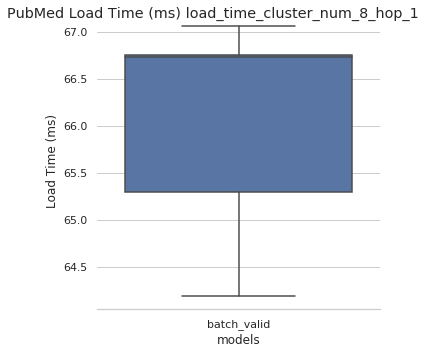 PubMed Load Time (ms) load_time_cluster_num_8_hop_1
67.0
66.5
66.0
65.5
65.0
64.5
Load Time (ms)
batch_valid
models